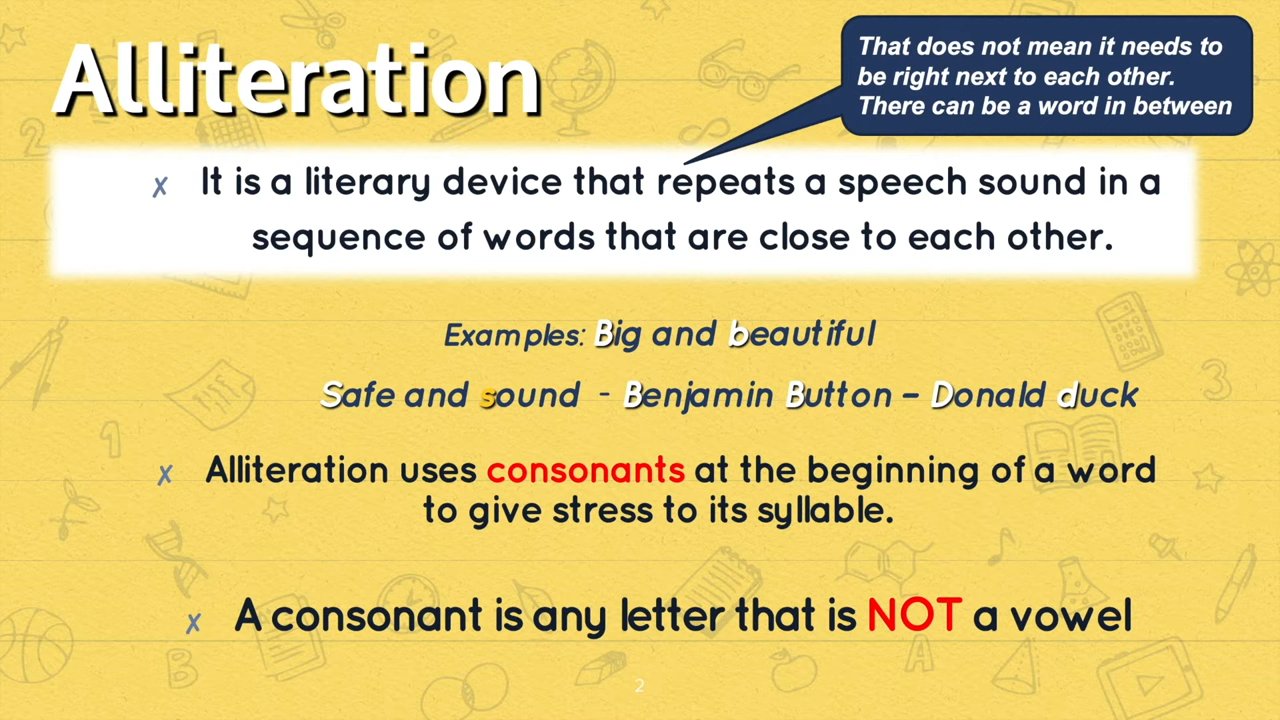 Alliteration
That does not mean it needs to
be right next to each other.
There can be a word in between
✗ It is a literary device that repeats a speech sound in a
sequence of words that are close to each other.
Examples: Big and beautiful
Safe and sound - Benjamin Button – Donald duck
✗ Alliteration uses consonants at the beginning of a word
to give stress to its syllable.
✗ A consonant is any letter that is NOT a vowel
2